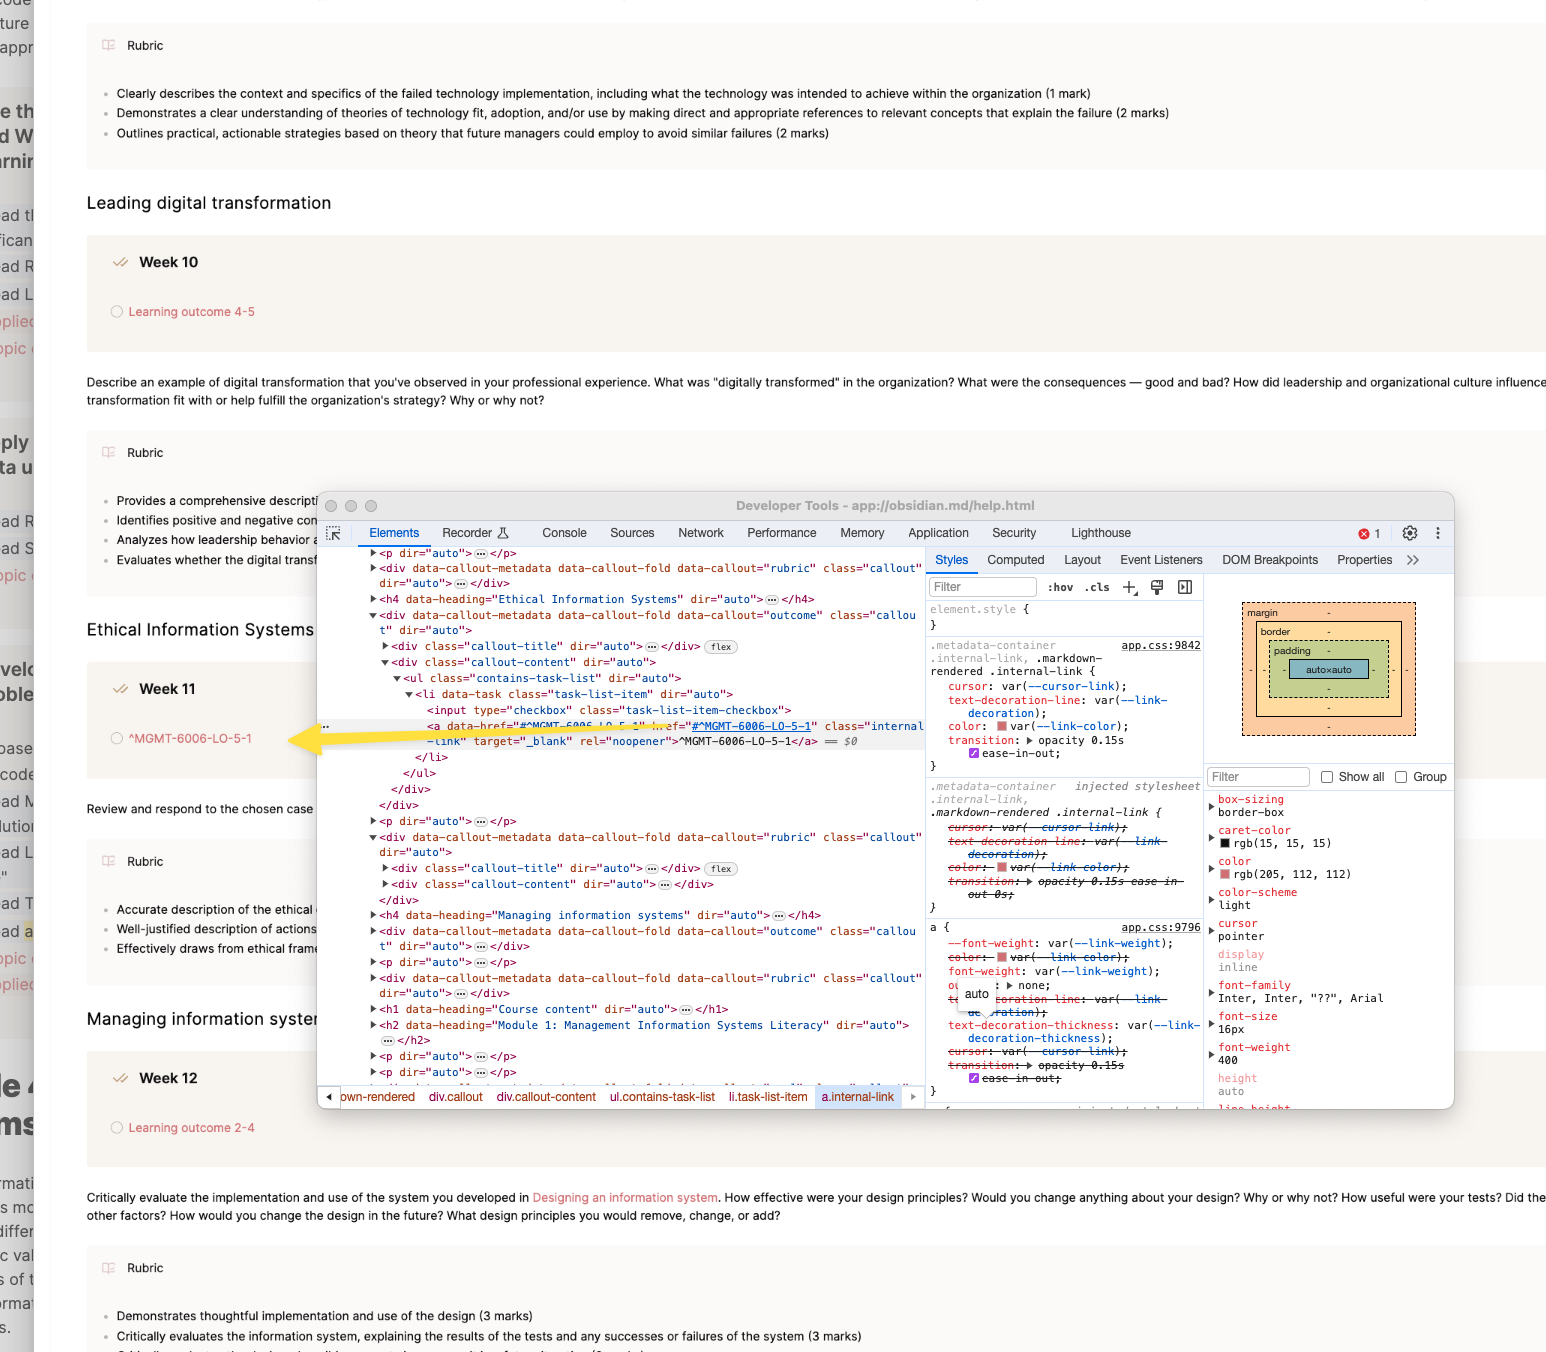 Rubric
Clearly describes the context and specifics of the failed technology implementation, including what the technology was intended to achieve within the organization (1 mark)
Demonstrates a clear understanding of theories of technology fit, adoption, and/or use by making direct and appropriate references to relevant concepts that explain the failure (2 marks)
Outlines practical, actionable strategies based on theory that future managers could employ to avoid similar failures (2 marks)
Leading digital transformation
Week 10
Learning outcome 4-5
Describe an example of digital transformation that you've observed in your professional experience. What was "digitally transformed" in the organization? What were the consequences — good and bad? How did leadership and organizational culture influence
transformation fit with or help fulfill the organization's strategy? Why or why not?
Rubric
Provides a comprehensive descripti
Identifies positive and negative con
Analyzes how leadership behavior a
Evaluates whether the digital transf
Ethical Information Systems
Week 11
^MGMT-6006-LO-5-1
Review and respond to the chosen case
Rubric
Accurate description of the ethical
Well-justified description of actions
Effectively draws from ethical frame
Managing information system
Week 12
Learning outcome 2-4
Critically evaluate the implementation and use of the system you developed in Designing an information system. How effective were your design principles? Would you change anything about your design? Why or why not? How useful were your tests? Did the
other factors? How would you change the design in the future? What design principles you would remove, change, or add?
Rubric
Demonstrates thoughtful implementation and use of the design (3 marks)
Critically evaluates the information system, explaining the results of the tests and any successes or failures of the system (3 marks)
Developer Tools - app://obsidian.md/help.html
Elements Recorder Console Sources Network Performance Memory Application Security Lighthouse 1
<p dir="auto"> ⋯ </p>
<div data-callout-metadata data-callout-fold data-callout="rubric" class="callout"
dir="auto"> ⋯ </div>
<h4 data-heading="Ethical Information Systems" dir="auto"> ⋯ </h4>
<div data-callout-metadata data-callout-fold data-callout="outcome" class="callou
t" dir="auto">
<div class="callout-title" dir="auto"> ⋯ </div> flex
<div class="callout-content" dir="auto">
<ul class="contains-task-list">
<li data-task class="task-list-item" dir="auto">
<input type="checkbox" class="task-list-item-checkbox">
<a data-href="#^MGMT-6006-LO-5-1" href="#^MGMT-6006-LO-5-1" class="internal
-link" target="_blank" rel="noopener">^MGMT-6006-LO-5-1</a> == $0
</li>
</ul>
</div>
</div>
<p dir="auto"> ⋯ </p>
<div data-callout-metadata data-callout-fold data-callout="rubric" class="callout"
dir="auto">
<div class="callout-title" dir="auto"> ⋯ </div> flex
<div class="callout-content" dir="auto"> ⋯ </div>
</div>
<h4 data-heading="Managing information systems" dir="auto"> ⋯ </h4>
<div data-callout-metadata data-callout-fold data-callout="outcome" class="callou
t" dir="auto"> ⋯ </div>
<p dir="auto"> ⋯ </p>
<div data-callout-metadata data-callout-fold data-callout="rubric" class="callout"
dir="auto"> ⋯ </div>
<h1 data-heading="Course content" dir="auto"> ⋯ </h1>
<h2 data-heading="Module 1: Management Information Systems Literacy" dir="auto">
⋯ </h2>
<p dir="auto"> ⋯ </p>
<p dir="auto"> ⋯ </p>
own-rendered div.callout div.callout-content ul.contains-task-list li.task-list-item a.internal-link
Styles Computed Layout Event Listeners DOM Breakpoints Properties
Filter :hov .cls
element.style {
}
.metadata-container app.css:9842
.internal-link, .markdown-
rendered .internal-link {
cursor: var(--cursor-link);
text-decoration-line: var(--link-
decoration);
color: var(--link-color);
transition: opacity 0.15s
ease-in-out;
}
.metadata-container injected stylesheet
.internal-link,
.markdown-rendered .internal-link {
cursor: var(--cursor-link);
text-decoration-line: var(--link-
decoration);
color: var(--link-color);
transition: opacity 0.15s ease-in-
out 0s;
}
a { app.css:9796
--font-weight: var(--link-weight);
color: var(--link-color);
font-weight: var(--link-weight);
ou : none;
auto
te coration-line: var(--link-
ration);
text-decoration-thickness: var(--link-
decoration-thickness);
cursor: var(--cursor-link);
transition: opacity 0.15s
ease-in-out;
}
margin -
border -
padding -
- - - auto×auto - - -
-
-
-
Filter Show all Group
box-sizing
border-box
caret-color
rgb(15, 15, 15)
color
rgb(205, 112, 112)
color-scheme
light
cursor
pointer
display
inline
font-family
Inter, Inter, "??", Arial
font-size
16px
font-weight
400
height
auto
line-height